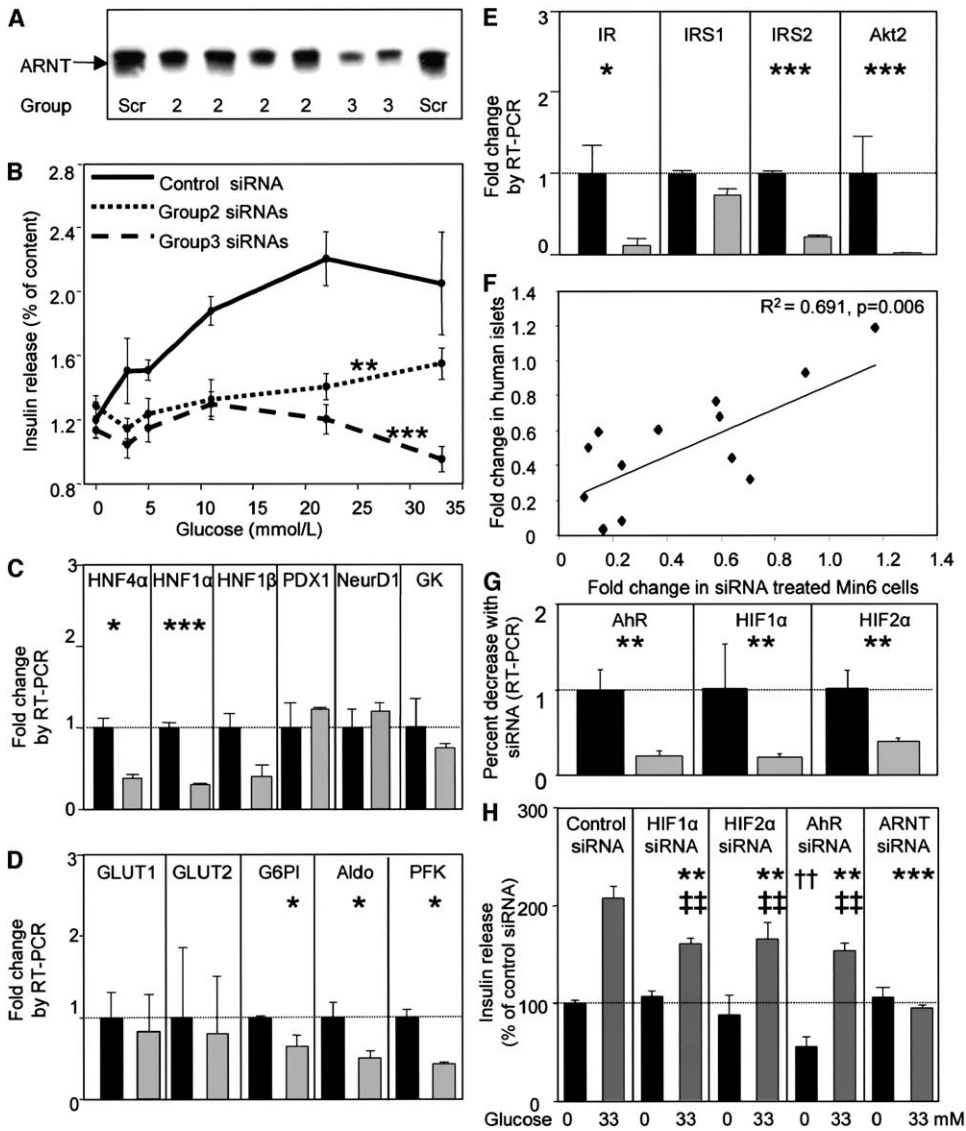 A
ARNT
Group Scr 2 2 2 2 3 3 Scr
B
Insulin release (% of content)
2.8
2.4
2.0
1.6
1.2
0.8
Control siRNA
Group2 siRNAs
Group3 siRNAs
**
***
0 5 10 15 20 25 30 35
Glucose (mmol/L)
C
Fold change
by RT-PCR
3
2
1
0
HNF4α HNF1α HNF1β PDX1 NeurD1 GK
* ***
D
Fold change
by RT-PCR
3
2
1
0
GLUT1 GLUT2 G6PI Aldo PFK
* * *
E
Fold change
by RT-PCR
3
2
1
0
IR IRS1 IRS2 Akt2
* *** ***
F
Fold change in human islets
1.4
1.2
1.0
0.8
0.6
0.4
0.2
0
R2 = 0.691, p=0.006
0 0.2 0.4 0.6 0.8 1.0 1.2 1.4
Fold change in siRNA treated Min6 cells
G
Percent decrease with
siRNA (RT-PCR)
2
1
0
AhR HIF1α HIF2α
** ** **
H
Insulin release
(% of control siRNA)
300
200
100
0
Control HIF1α HIF2α AhR ARNT
siRNA siRNA siRNA siRNA siRNA
** ** †† ** ***
‡‡ ‡‡ ‡‡
Glucose 0 33 0 33 0 33 0 33 0 33 mM